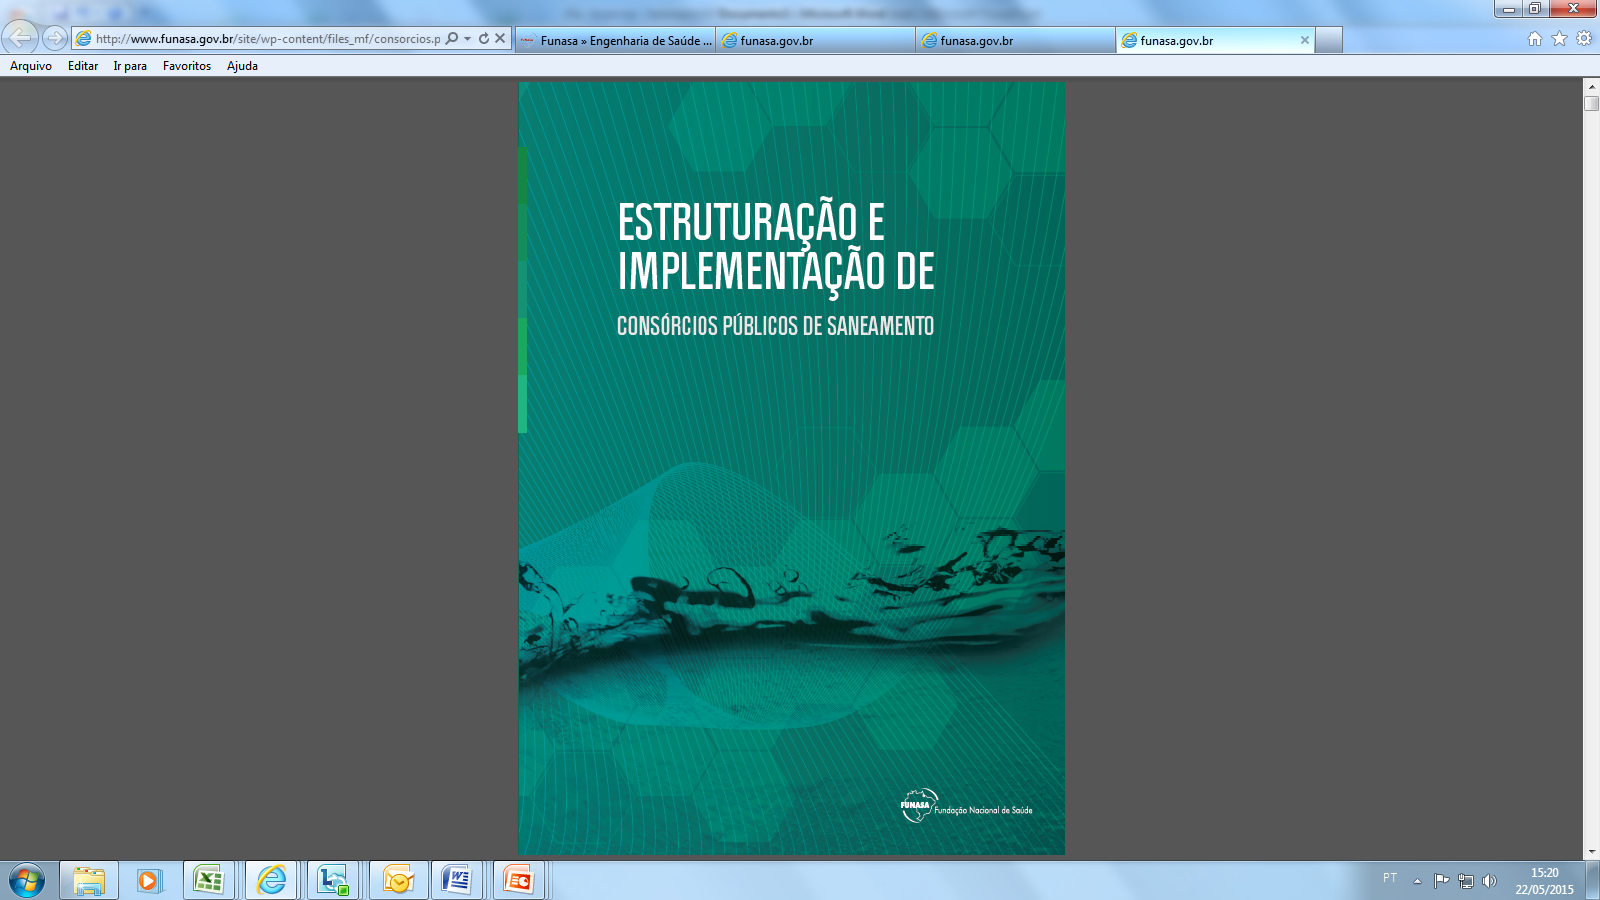 http://www.funasa.gov.br/site/wp-content/files_mf/consorcios.p
Funasa » Engenharia de Saúde ...
funasa.gov.br
funasa.gov.br
funasa.gov.br
Arquivo Editar Ir para Favoritos Ajuda
ESTRUTURAÇÃO E
IMPLEMENTAÇÃO DE
CONSÓRCIOS PÚBLICOS DE SANEAMENTO
FUNASA
Fundação Nacional de Saúde
PT
15:20
22/05/2015